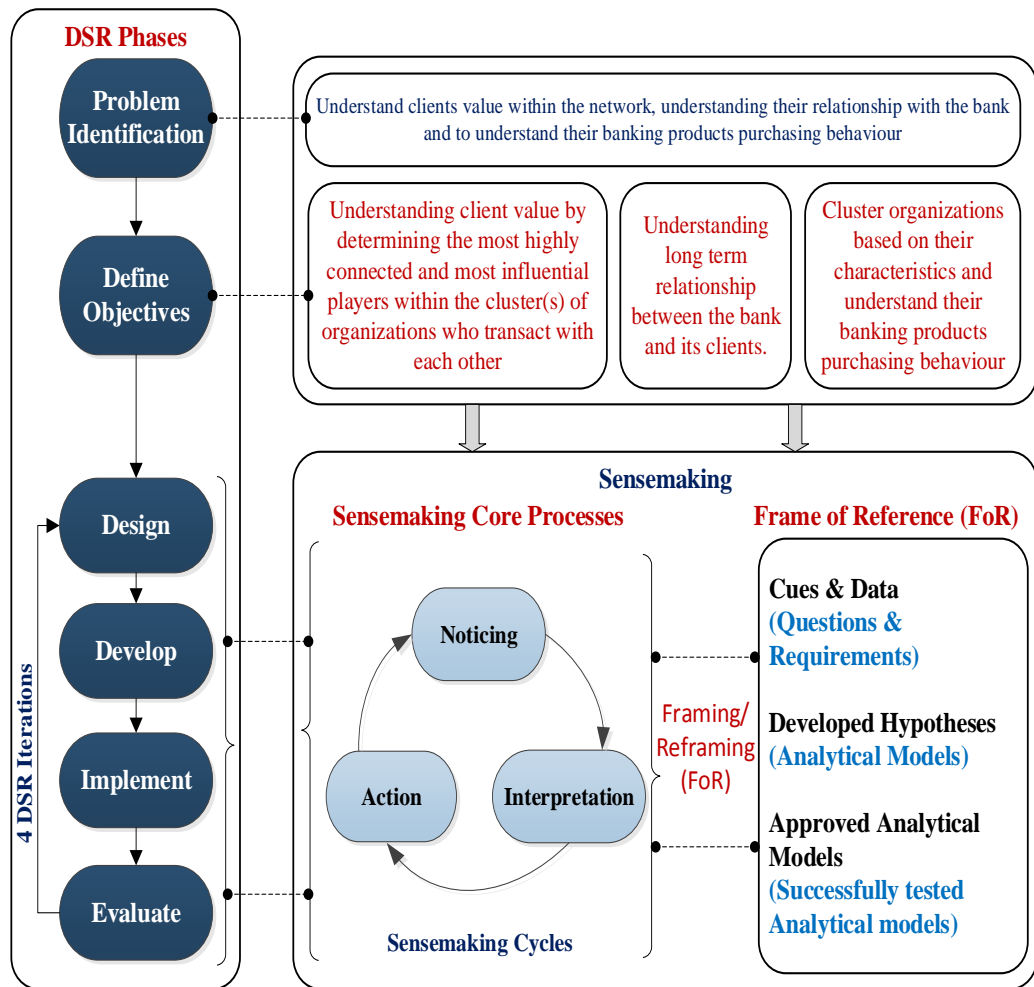 DSR Phases
Problem
Identification
Define
Objectives
Design
Develop
Implement
Evaluate
4 DSR Iterations
Understand clients value within the network, understanding their relationship with the bank
and to understand their banking products purchasing behaviour
Understanding client value by
determining the most highly
connected and most influential
players within the cluster(s) of
organizations who transact with
each other
Understanding
long term
relationship
between the bank
and its clients.
Cluster organizations
based on their
characteristics and
understand their
banking products
purchasing behaviour
Sensemaking
Sensemaking Core Processes
Noticing
Interpretation
Action
Sensemaking Cycles
Framing/
Reframing
(FoR)
Frame of Reference (FoR)
Cues & Data
(Questions &
Requirements)
Developed Hypotheses
(Analytical Models)
Approved Analytical
Models
(Successfully tested
Analytical models)